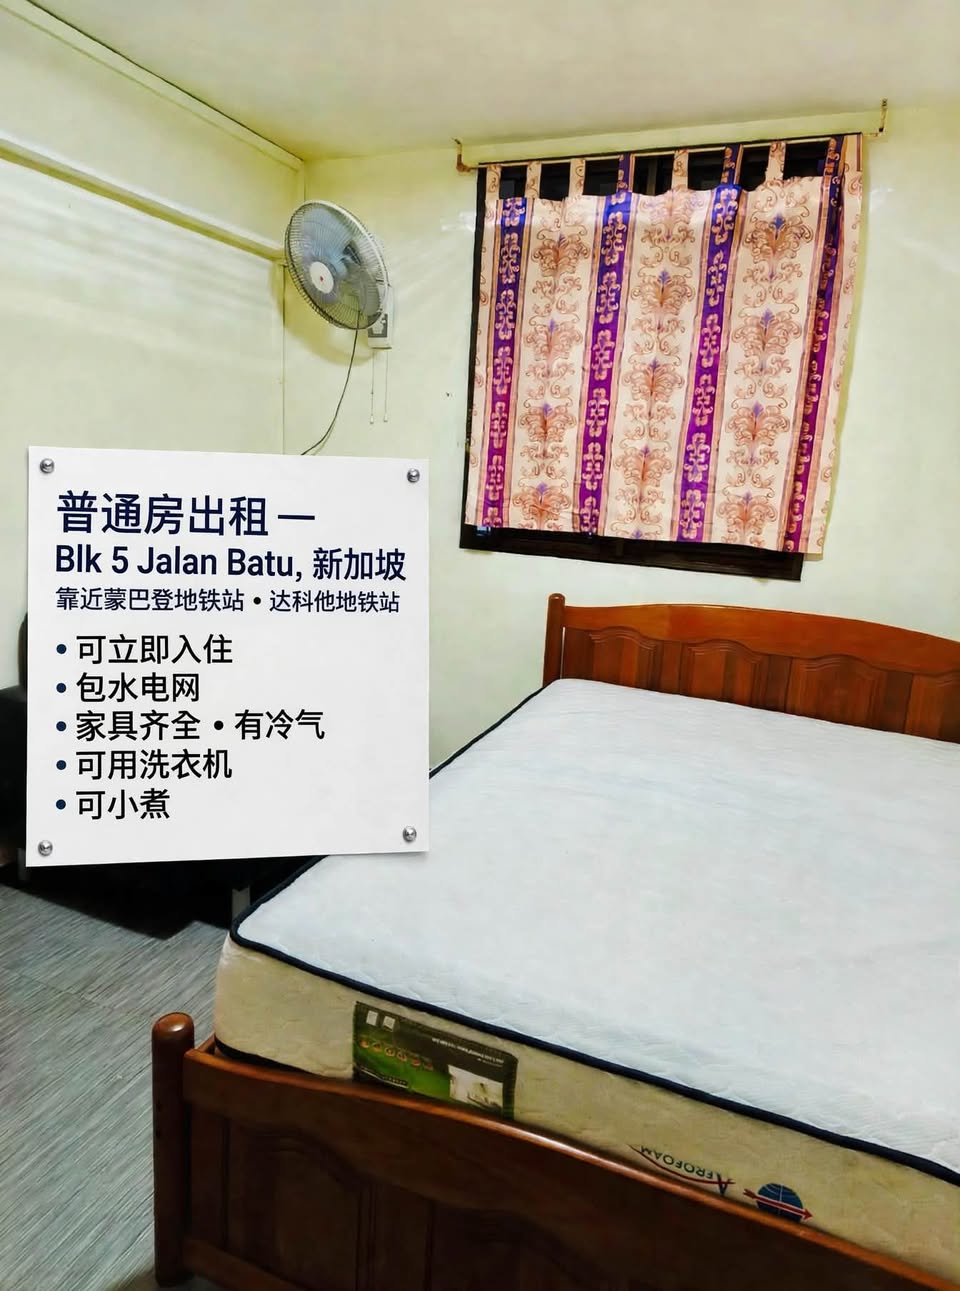 普通房出租 —
Blk 5 Jalan Batu, 新加坡
靠近蒙巴登地铁站 • 达科他地铁站
• 可立即入住
• 包水电网
• 家具齐全 • 有冷气
• 可用洗衣机
• 可小煮
AEROFOAM